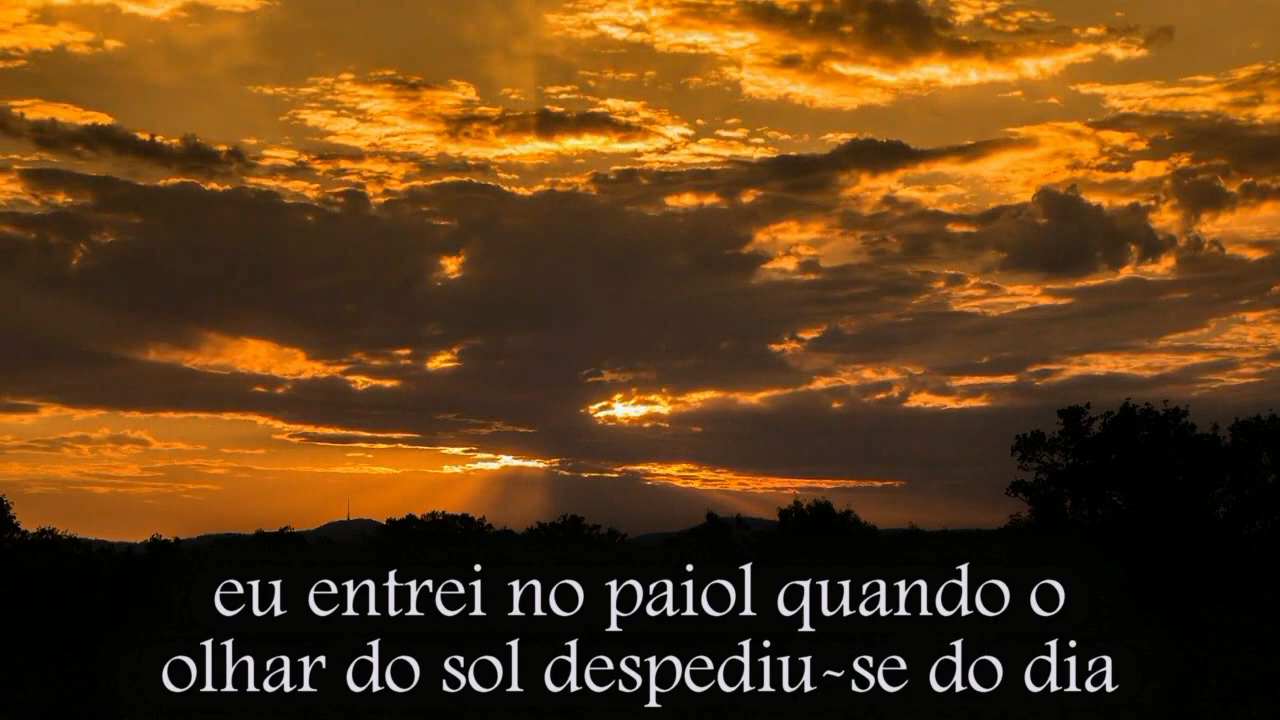 eu entrei no paiol quando o
olhar do sol despediu-se do dia